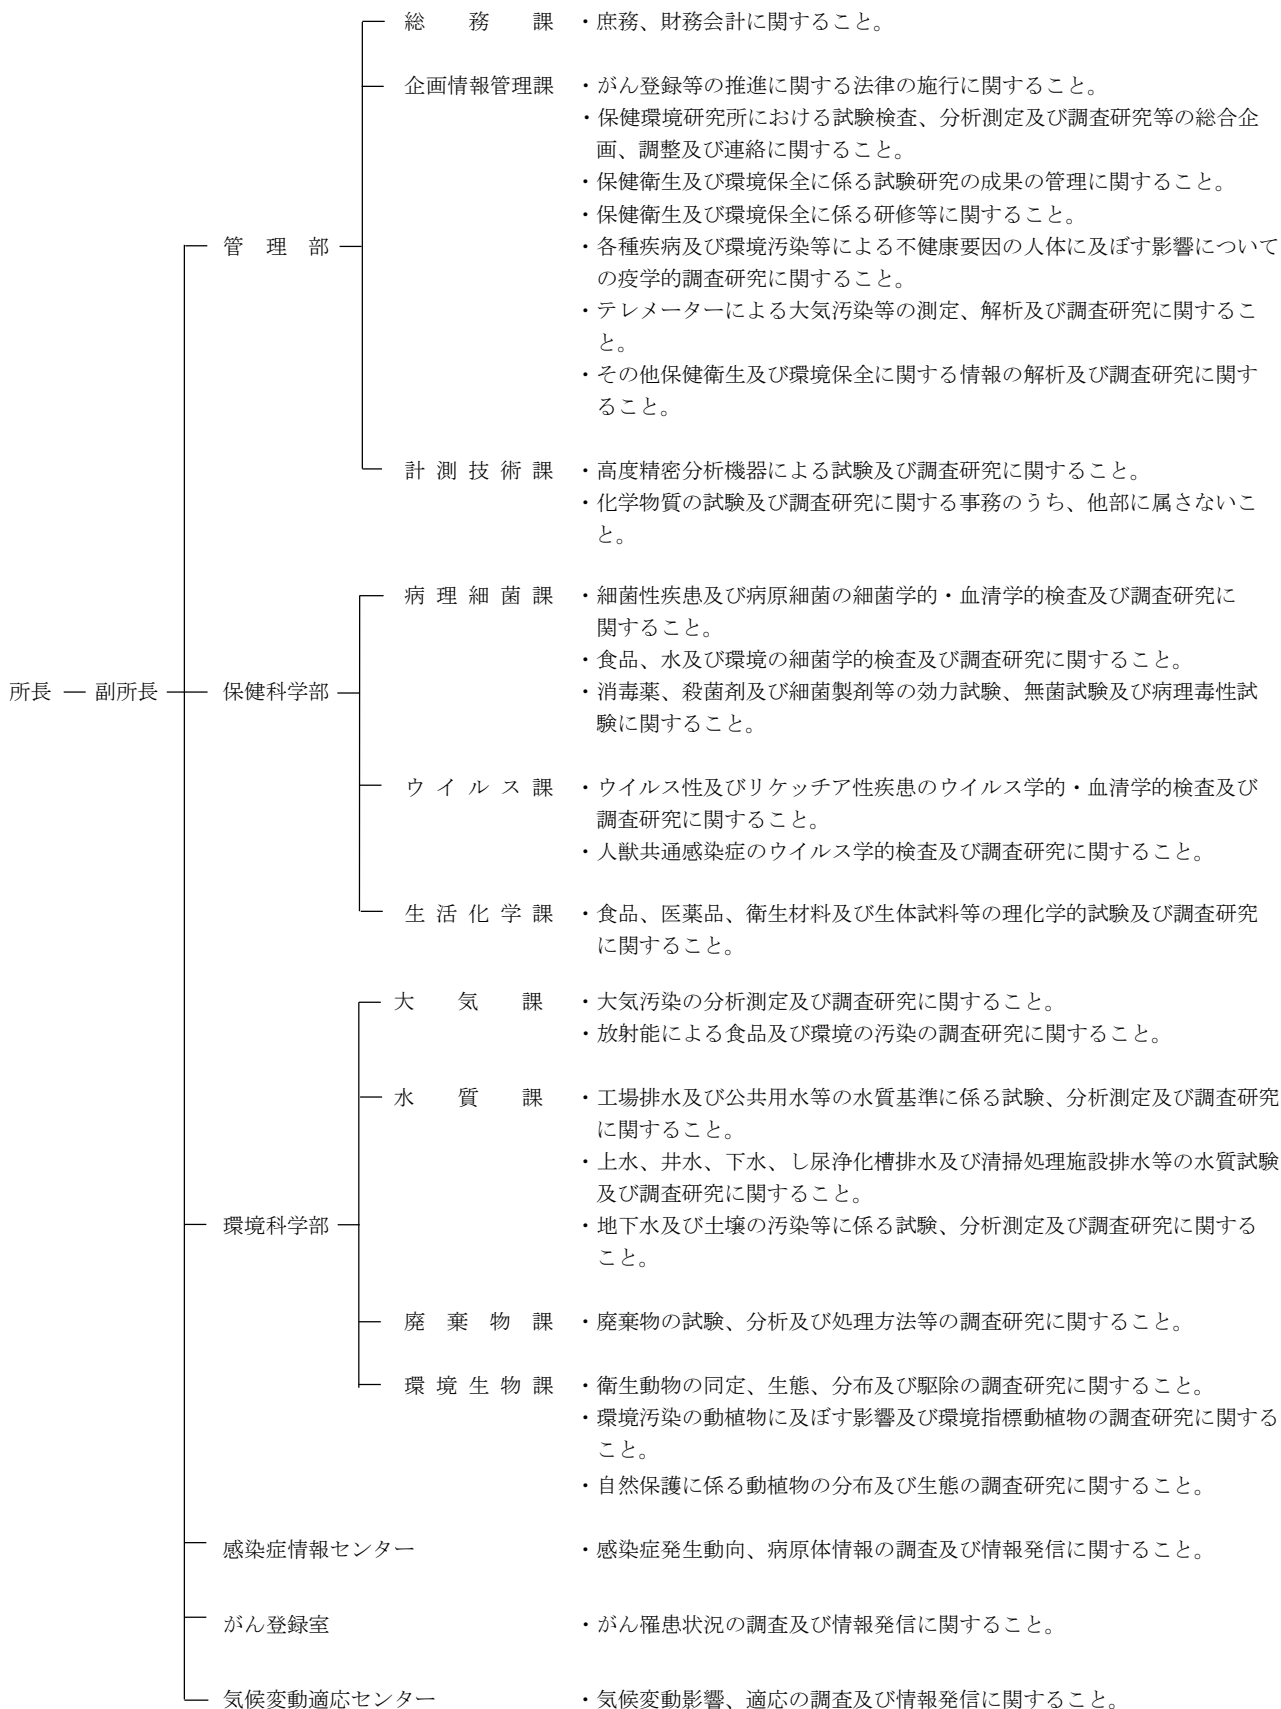 総務課 ・庶務、財務会計に関すること。
企画情報管理課 ・がん登録等の推進に関する法律の施行に関すること。
・保健環境研究所における試験検査、分析測定及び調査研究等の総合企
画、調整及び連絡に関すること。
・保健衛生及び環境保全に係る試験研究の成果の管理に関すること。
・保健衛生及び環境保全に係る研修等に関すること。
管理部 ・各種疾病及び環境汚染等による不健康要因の人体に及ぼす影響について
の疫学的調査研究に関すること。
・テレメーターによる大気汚染等の測定、解析及び調査研究に関するこ
と。
・その他保健衛生及び環境保全に関する情報の解析及び調査研究に関す
ること。
計測技術課 ・高度精密分析機器による試験及び調査研究に関すること。
・化学物質の試験及び調査研究に関する事務のうち、他部に属さないこ
と。
病理細菌課 ・細菌性疾患及び病原細菌の細菌学的・血清学的検査及び調査研究に
関すること。
・食品、水及び環境の細菌学的検査及び調査研究に関すること。
所長 副所長 保健科学部 ・消毒薬、殺菌剤及び細菌製剤等の効力試験、無菌試験及び病理毒性試
験に関すること。
ウイルス課 ・ウイルス性及びリケッチア性疾患のウイルス学的・血清学的検査及び
調査研究に関すること。
・人獣共通感染症のウイルス学的検査及び調査研究に関すること。
生活化学課 ・食品、医薬品、衛生材料及び生体試料等の理化学的試験及び調査研究
に関すること。
大気課 ・大気汚染の分析測定及び調査研究に関すること。
・放射能による食品及び環境の汚染の調査研究に関すること。
水質課 ・工場排水及び公共用水等の水質基準に係る試験、分析測定及び調査研究
に関すること。
・上水、井水、下水、し尿浄化槽排水及び清掃処理施設排水等の水質試験
及び調査研究に関すること。
環境科学部 ・地下水及び土壌の汚染等に係る試験、分析測定及び調査研究に関する
こと。
廃棄物課 ・廃棄物の試験、分析及び処理方法等の調査研究に関すること。
環境生物課 ・衛生動物の同定、生態、分布及び駆除の調査研究に関すること。
・環境汚染の動植物に及ぼす影響及び環境指標動植物の調査研究に関する
こと。
・自然保護に係る動植物の分布及び生態の調査研究に関すること。
感染症情報センター ・感染症発生動向、病原体情報の調査及び情報発信に関すること。
がん登録室 ・がん罹患状況の調査及び情報発信に関すること。
気候変動適応センター ・気候変動影響、適応の調査及び情報発信に関すること。